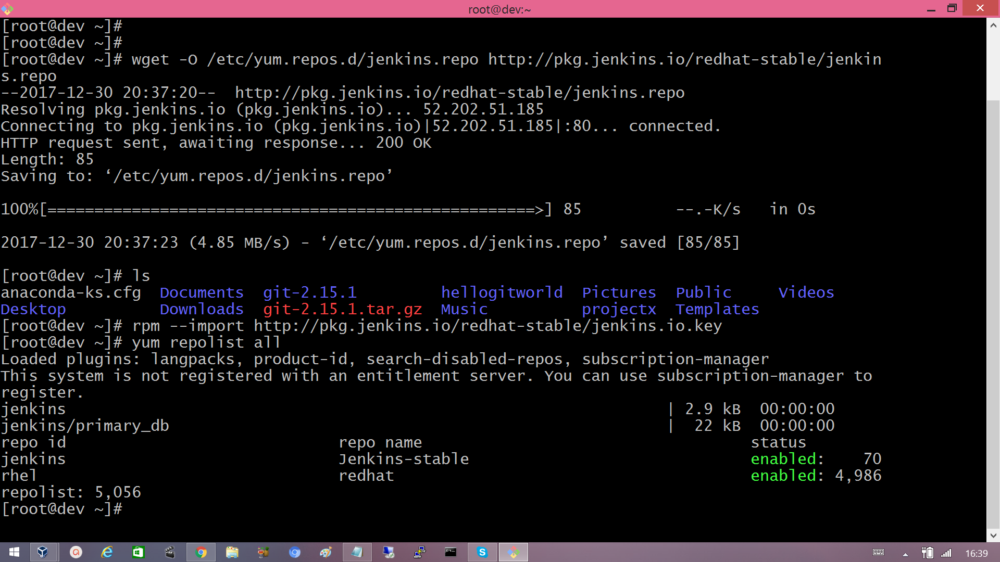 root@dev:~
[root@dev ~]#
[root@dev ~]#
[root@dev ~]# wget -O /etc/yum.repos.d/jenkins.repo http://pkg.jenkins.io/redhat-stable/jenkin
s.repo
--2017-12-30 20:37:20--  http://pkg.jenkins.io/redhat-stable/jenkins.repo
Resolving pkg.jenkins.io (pkg.jenkins.io)... 52.202.51.185
Connecting to pkg.jenkins.io (pkg.jenkins.io)|52.202.51.185|:80... connected.
HTTP request sent, awaiting response... 200 OK
Length: 85
Saving to: ‘/etc/yum.repos.d/jenkins.repo’
100%[====================================================>] 85          --.-K/s   in 0s
2017-12-30 20:37:23 (4.85 MB/s) - ‘/etc/yum.repos.d/jenkins.repo’ saved [85/85]
[root@dev ~]# ls
anaconda-ks.cfg  Documents  git-2.15.1         hellogitworld  Pictures  Public     Videos
Desktop          Downloads  git-2.15.1.tar.gz  Music          projectx  Templates
[root@dev ~]# rpm --import http://pkg.jenkins.io/redhat-stable/jenkins.io.key
[root@dev ~]# yum repolist all
Loaded plugins: langpacks, product-id, search-disabled-repos, subscription-manager
This system is not registered with an entitlement server. You can use subscription-manager to
register.
jenkins                                                                | 2.9 kB  00:00:00
jenkins/primary_db                                                     |  22 kB  00:00:00
repo id                             repo name                                   status
jenkins                             Jenkins-stable                              enabled:    70
rhel                                redhat                                      enabled: 4,986
repolist: 5,056
[root@dev ~]#
16:39